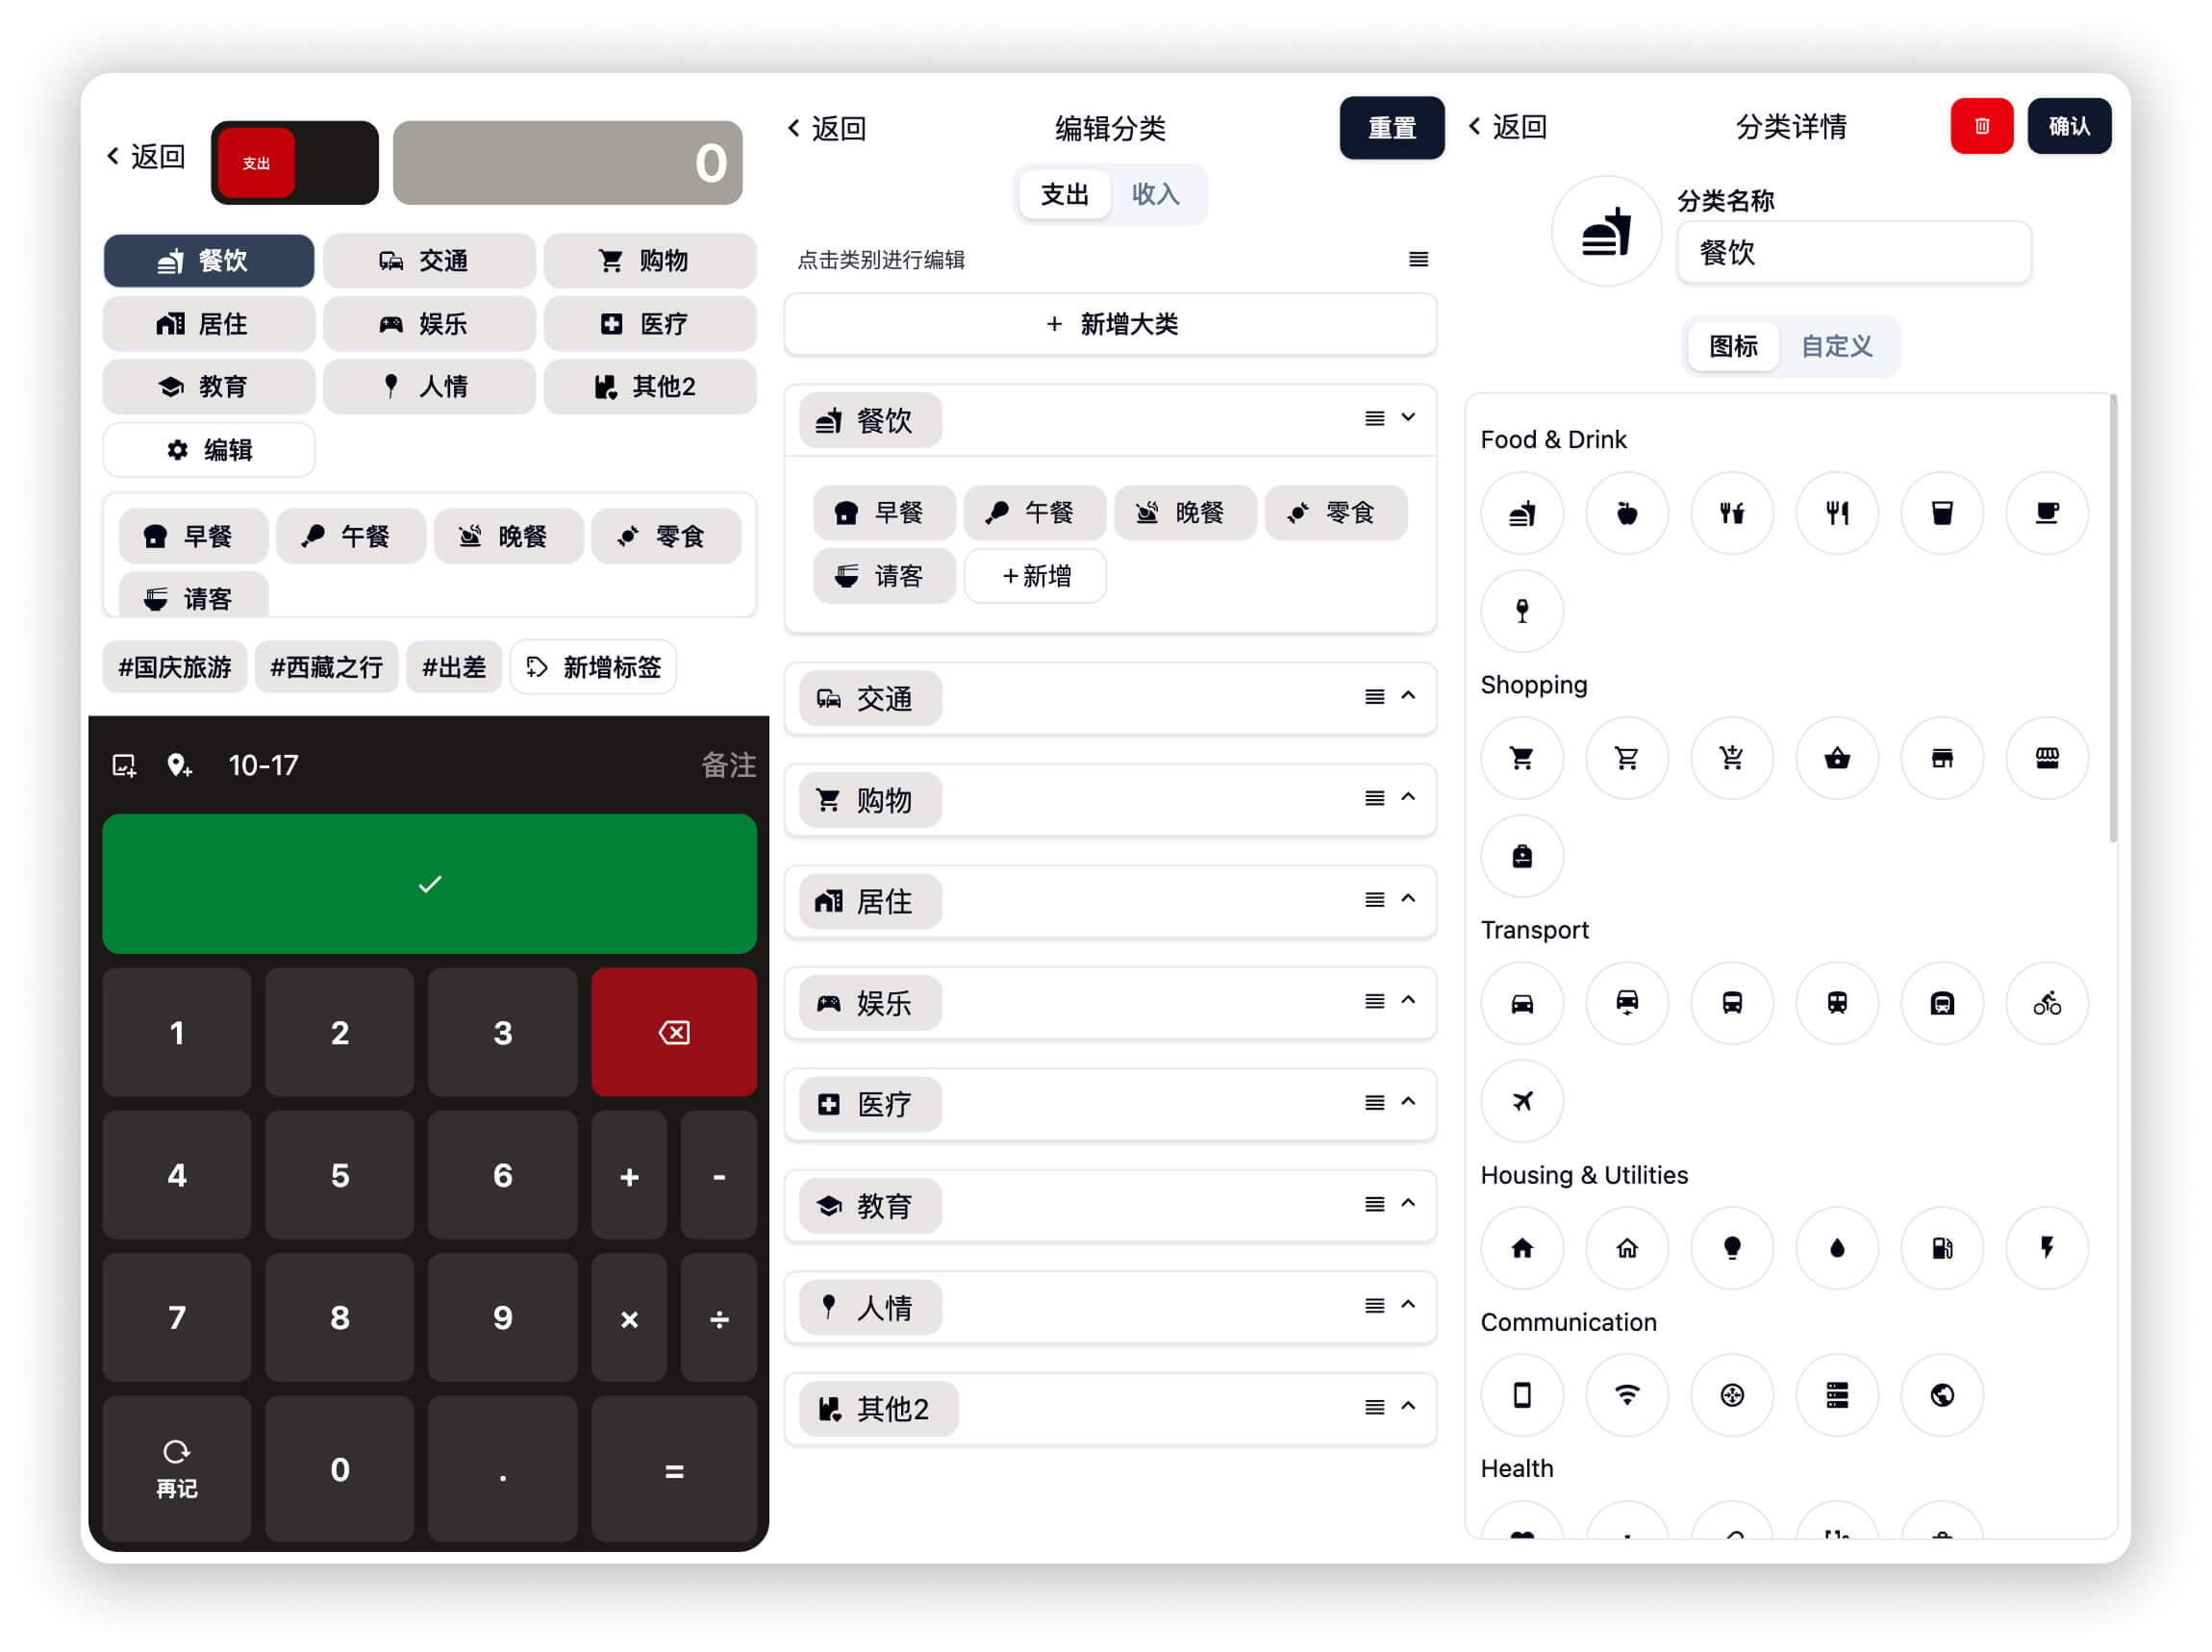 返回
支出
0
餐饮
交通
购物
居住
娱乐
医疗
教育
人情
其他2
编辑
早餐
午餐
晚餐
零食
请客
#国庆旅游
#西藏之行
#出差
新增标签
10-17
备注
1
2
3
4
5
6
+
-
7
8
9
×
÷
再记
0
.
=
返回
编辑分类
重置
支出
收入
点击类别进行编辑
+ 新增大类
餐饮
早餐
午餐
晚餐
零食
请客
+新增
交通
购物
居住
娱乐
医疗
教育
人情
其他2
返回
分类详情
确认
分类名称
餐饮
图标
自定义
Food & Drink
Shopping
Transport
Housing & Utilities
Communication
Health